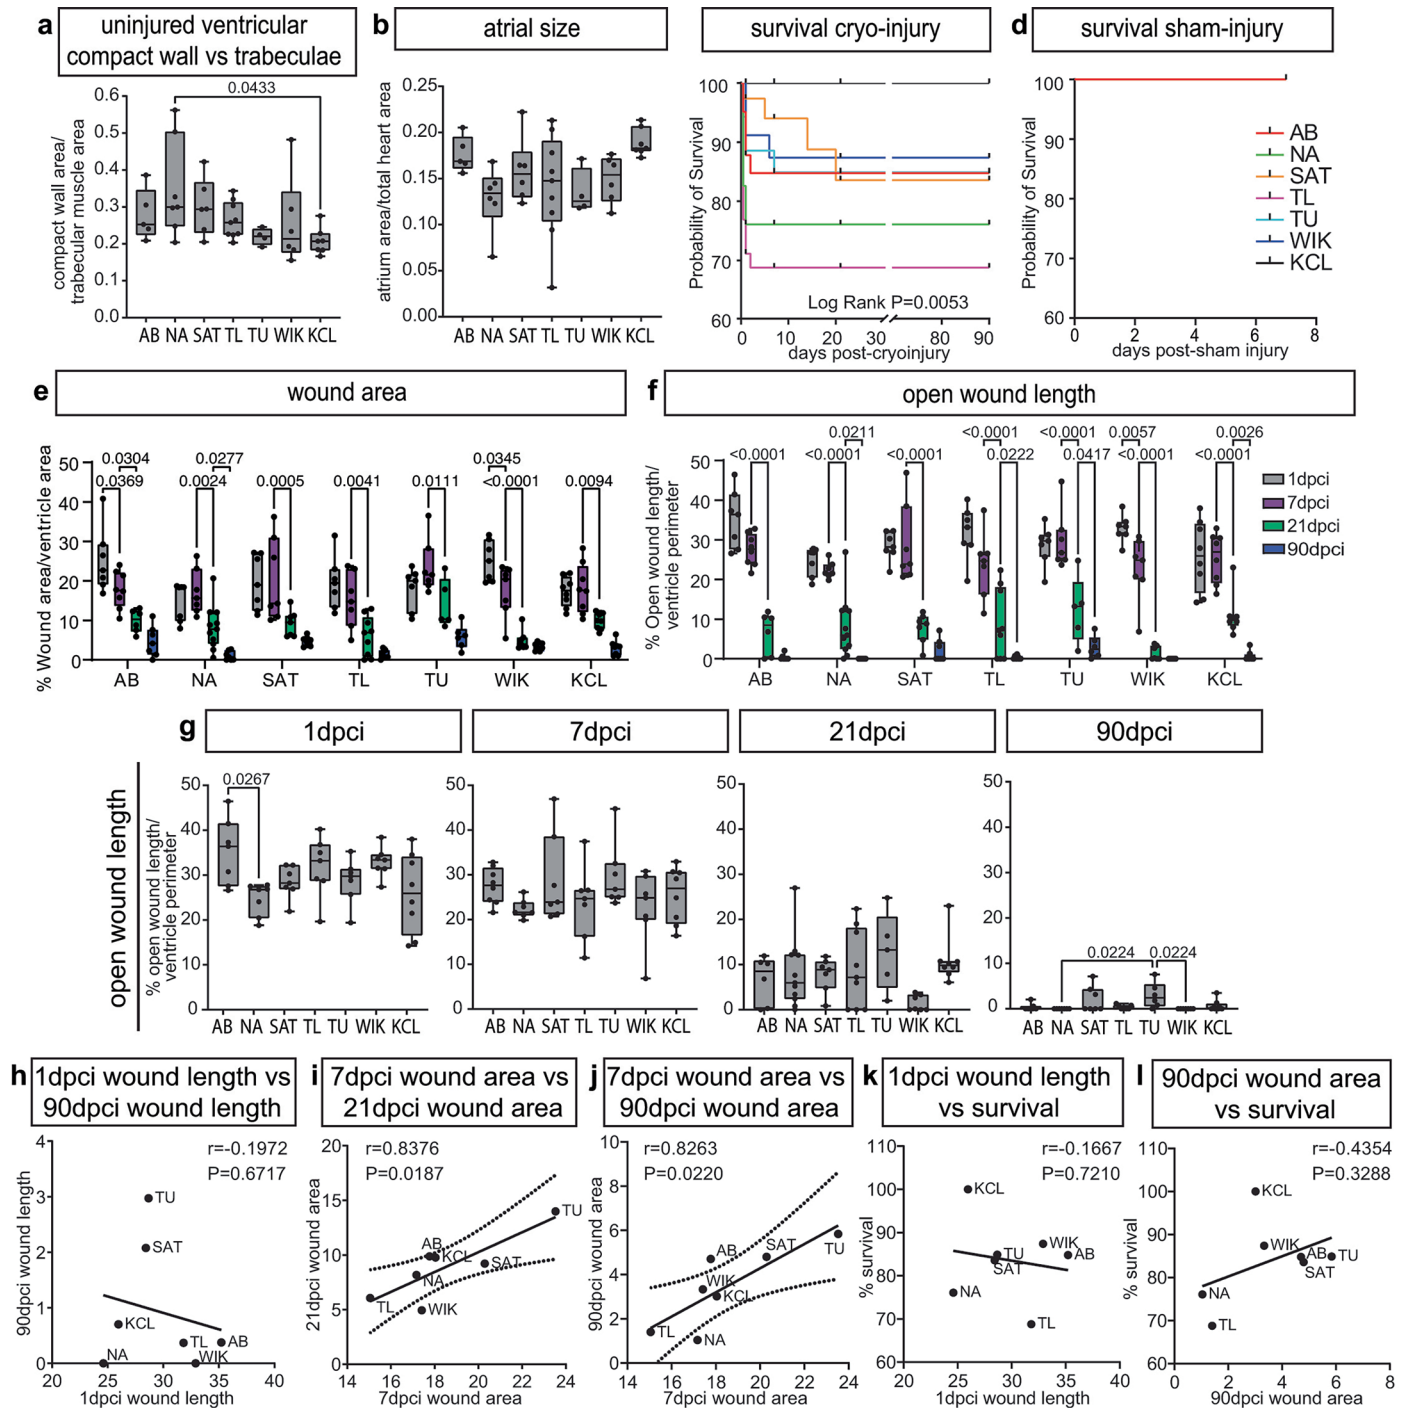 a
uninjured ventricular
compact wall vs trabeculae
compact wall area/
trabecular muscle area
0.6
0.5
0.4
0.3
0.2
0.1
0.0
0.0433
AB NA SAT TL TU WIK KCL
b
atrial size
atrium area/total heart area
0.25
0.20
0.15
0.10
0.05
0.00
AB NA SAT TL TU WIK KCL
survival cryo-injury
Probability of Survival
100
90
80
70
60
Log Rank P=0.0053
0 10 20 30 80 90
days post-cryoinjury
d
survival sham-injury
Probability of Survival
100
90
80
70
60
AB
NA
SAT
TL
TU
WIK
KCL
0 2 4 6 8
days post-sham injury
e
wound area
% Wound area/ventricle area
50
40
30
20
10
0
0.0304
0.0369
0.0277
0.0024
0.0005
0.0041
0.0111
0.0345
<0.0001
0.0094
AB NA SAT TL TU WIK KCL
f
open wound length
% Open wound length/
ventricle perimeter
50
40
30
20
10
0
<0.0001
0.0211
<0.0001
<0.0001
<0.0001
0.0222
<0.0001
0.0417
0.0057
<0.0001
0.0026
<0.0001
AB NA SAT TL TU WIK KCL
1dpci
7dpci
21dpci
90dpci
g
open wound length
1dpci
% open wound length/
ventricle perimeter
50
40
30
20
10
0
0.0267
AB NA SAT TL TU WIK KCL
7dpci
50
40
30
20
10
0
AB NA SAT TL TU WIK KCL
21dpci
50
40
30
20
10
0
AB NA SAT TL TU WIK KCL
90dpci
50
40
30
20
10
0
0.0224 0.0224
AB NA SAT TL TU WIK KCL
h
1dpci wound length vs
90dpci wound length
90dpci wound length
4
3
2
1
0
r=-0.1972
P=0.6717
TU
SAT
KCL
TL
AB
NA
WIK
20 25 30 35 40
1dpci wound length
i
7dpci wound area vs
21dpci wound area
21dpci wound area
20
15
10
5
0
r=0.8376
P=0.0187
TU
AB
KCL
SAT
NA
TL
WIK
14 16 18 20 22 24
7dpci wound area
j
7dpci wound area vs
90dpci wound area
90dpci wound area
10
8
6
4
2
0
r=0.8263
P=0.0220
SAT
TU
AB
WIK
KCL
TL
NA
14 16 18 20 22 24
7dpci wound area
k
1dpci wound length
vs survival
% survival
110
100
90
80
70
60
r=-0.1667
P=0.7210
KCL
WIK
TU
AB
SAT
NA
TL
20 25 30 35 40
1dpci wound length
l
90dpci wound area
vs survival
% survival
110
100
90
80
70
60
r=-0.4354
P=0.3288
KCL
WIK
AB
TU
SAT
NA
TL
0 2 4 6 8
90dpci wound area